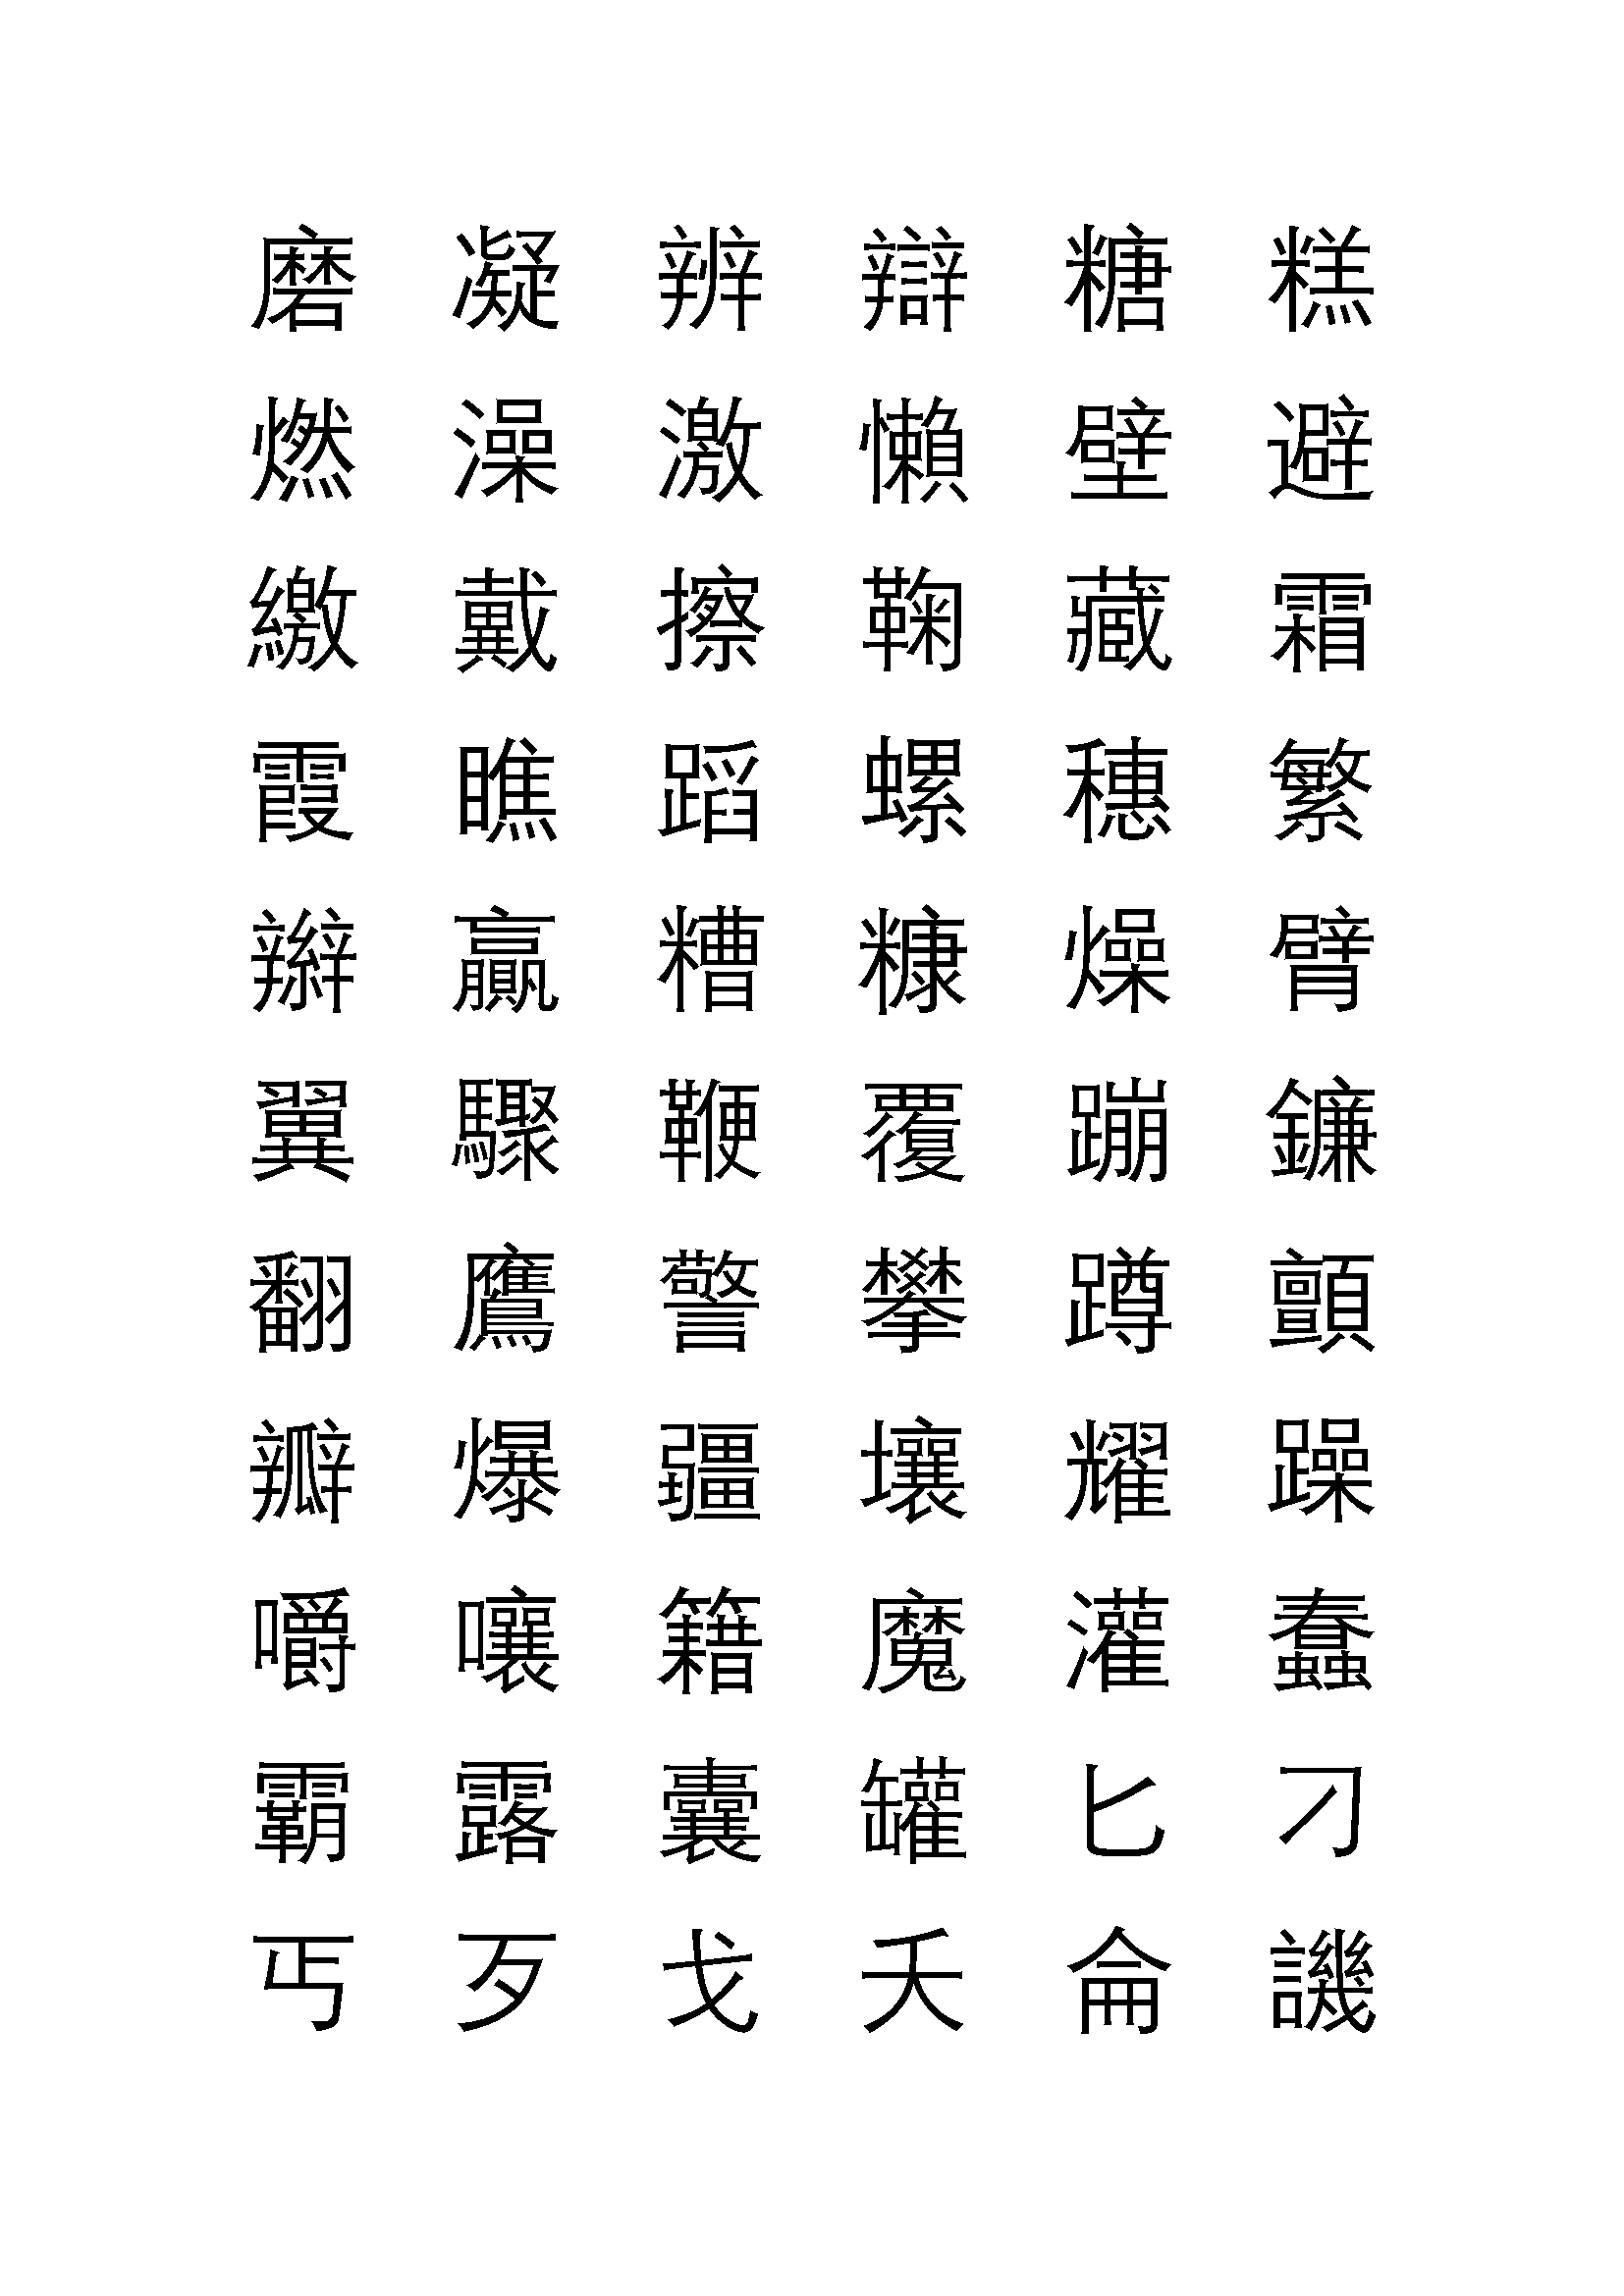 磨 凝 辨 辯 糖 糕
燃 澡 激 懶 壁 避
繳 戴 擦 鞠 藏 霜
霞 瞧 蹈 螺 穗 繁
辮 贏 糟 糠 燥 臂
翼 驟 鞭 覆 蹦 鐮
翻 鷹 警 攀 蹲 顫
瓣 爆 疆 壤 耀 躁
嚼 嚷 籍 魔 灌 蠢
霸 露 囊 罐 匕 刁
丐 歹 戈 夭 侖 譏